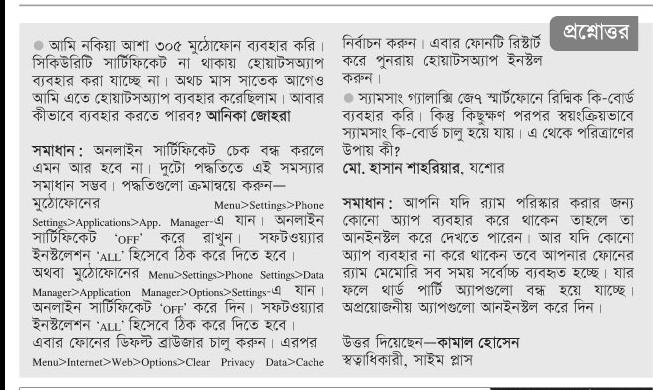 প্রশ্নোত্তর
আমি নকিয়া আশা ৩০৫ মুঠোফোন ব্যবহার করি।
সিকিউরিটি সার্টিফিকেট না থাকায় হোয়াটসঅ্যাপ
ব্যবহার করা যাচ্ছে না। অথচ মাস সাতেক আগেও
আমি এতে হোয়াটসঅ্যাপ ব্যবহার করেছিলাম। আবার
কীভাবে ব্যবহার করতে পারব? আনিকা জোহরা
সমাধান: অনলাইন সার্টিফিকেট চেক বন্ধ করলে
এমন আর হবে না। দুটো পদ্ধতিতে এই সমস্যার
সমাধান সম্ভব। পদ্ধতিগুলো ক্রমান্বয়ে করুন—
মুঠোফোনের Menu>Settings>Phone
Settings>Applications>App. Manager-এ যান। অনলাইন
সার্টিফিকেট 'OFF' করে রাখুন। সফটওয়্যার
ইনস্টলেশন 'ALL' হিসেবে ঠিক করে দিতে হবে।
অথবা মুঠোফোনের Menu>Settings>Phone Settings>Data
Manager>Application Manager>Options>Settings-এ যান।
অনলাইন সার্টিফিকেট 'OFF' করে দিন। সফটওয়্যার
ইনস্টলেশন 'ALL' হিসেবে ঠিক করে দিতে হবে।
এবার ফোনের ডিফল্ট ব্রাউজার চালু করুন। এরপর
Menu>Internet>Web>Options>Clear Privacy Data>Cache
নির্বাচন করুন। এবার ফোনটি রিস্টার্ট
করে পুনরায় হোয়াটসঅ্যাপ ইনস্টল
করুন।
স্যামসাং গ্যালাক্সি জে৭ স্মার্টফোনে রিদ্মিক কি-বোর্ড
ব্যবহার করি। কিন্তু কিছুক্ষণ পরপর স্বয়ংক্রিয়ভাবে
স্যামসাং কি-বোর্ড চালু হয়ে যায়। এ থেকে পরিত্রাণের
উপায় কী?
মো. হাসান শাহরিয়ার, যশোর
সমাধান: আপনি যদি র‍্যাম পরিষ্কার করার জন্য
কোনো অ্যাপ ব্যবহার করে থাকেন তাহলে তা
আনইনস্টল করে দেখতে পারেন। আর যদি কোনো
অ্যাপ ব্যবহার না করে থাকেন তবে আপনার ফোনের
র‍্যাম মেমোরি সব সময় সর্বোচ্চ ব্যবহৃত হচ্ছে। যার
ফলে থার্ড পার্টি অ্যাপগুলো বন্ধ হয়ে যাচ্ছে।
অপ্রয়োজনীয় অ্যাপগুলো আনইনস্টল করে দিন।
উত্তর দিয়েছেন—কামাল হোসেন
স্বত্বাধিকারী, সাইম প্লাস